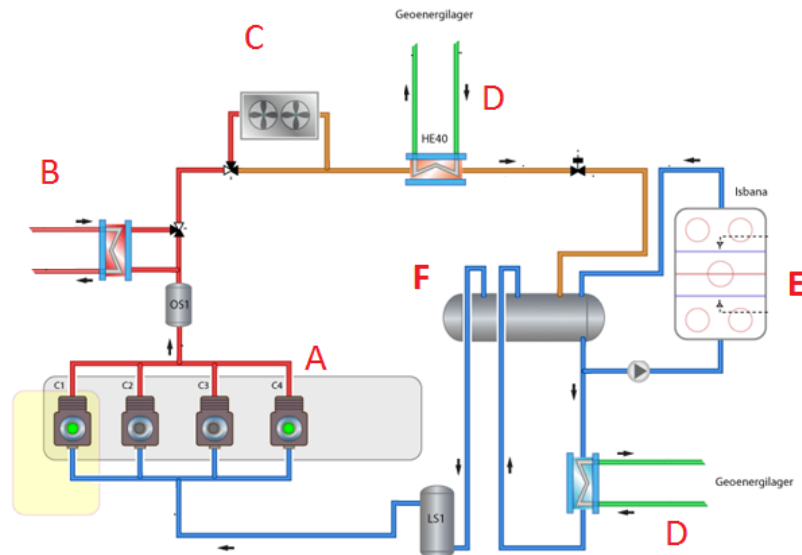 Geoenergilager
C
D
HE40
B
Isbana
F
E
OS1
A
C1 C2 C3 C4
LS1
Geoenergilager
D